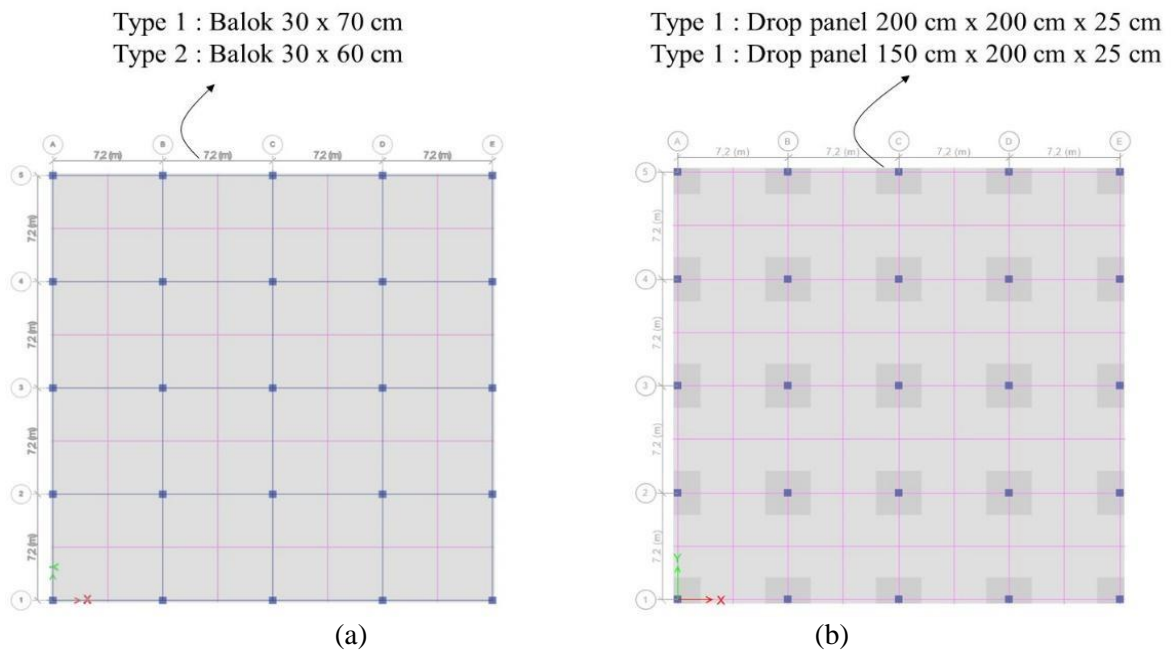 Type 1 : Balok 30 x 70 cm
Type 2 : Balok 30 x 60 cm
A B C D E
7,2 (m) 7,2 (m) 7,2 (m) 7,2 (m)
5
7,2 (m)
4
7,2 (m)
3
7,2 (m)
2
7,2 (m)
Y
1
X
(a)
Type 1 : Drop panel 200 cm x 200 cm x 25 cm
Type 1 : Drop panel 150 cm x 200 cm x 25 cm
A B C D E
7,2 (m) 7,2 (m) 7,2 (m) 7,2 (m)
5
7,2 (m)
4
7,2 (m)
3
7,2 (m)
2
7,2 (m)
Y
1
X
(b)